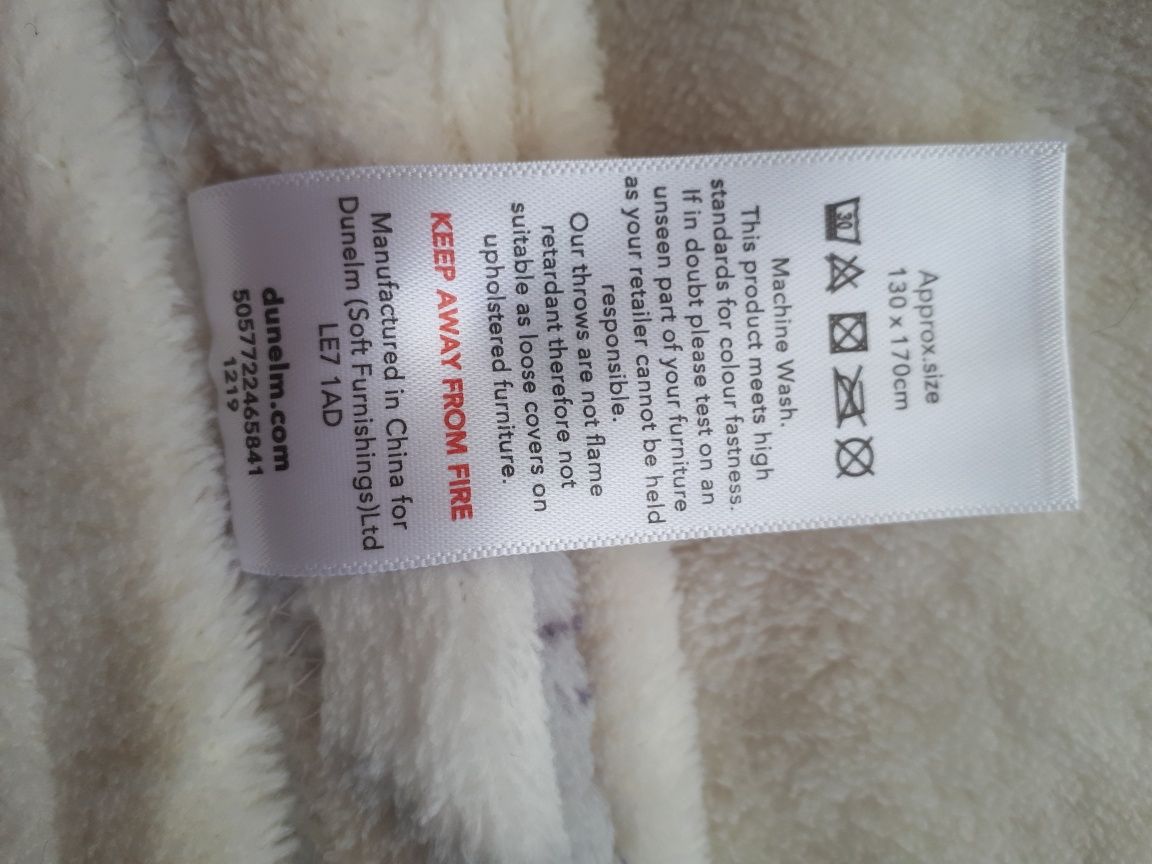 Approx.size
130 x 170cm
30
Machine Wash.
This product meets high
standards for colour fastness.
If in doubt please test on an
unseen part of your furniture
as your retailer cannot be held
responsible.
Our throws are not flame
retardant therefore not
suitable as loose covers on
upholstered furniture.
KEEP AWAY FROM FIRE
Manufactured in China for
Dunelm (Soft Furnishings)Ltd
LE7 1AD
dunelm.com
5057722465841
1219